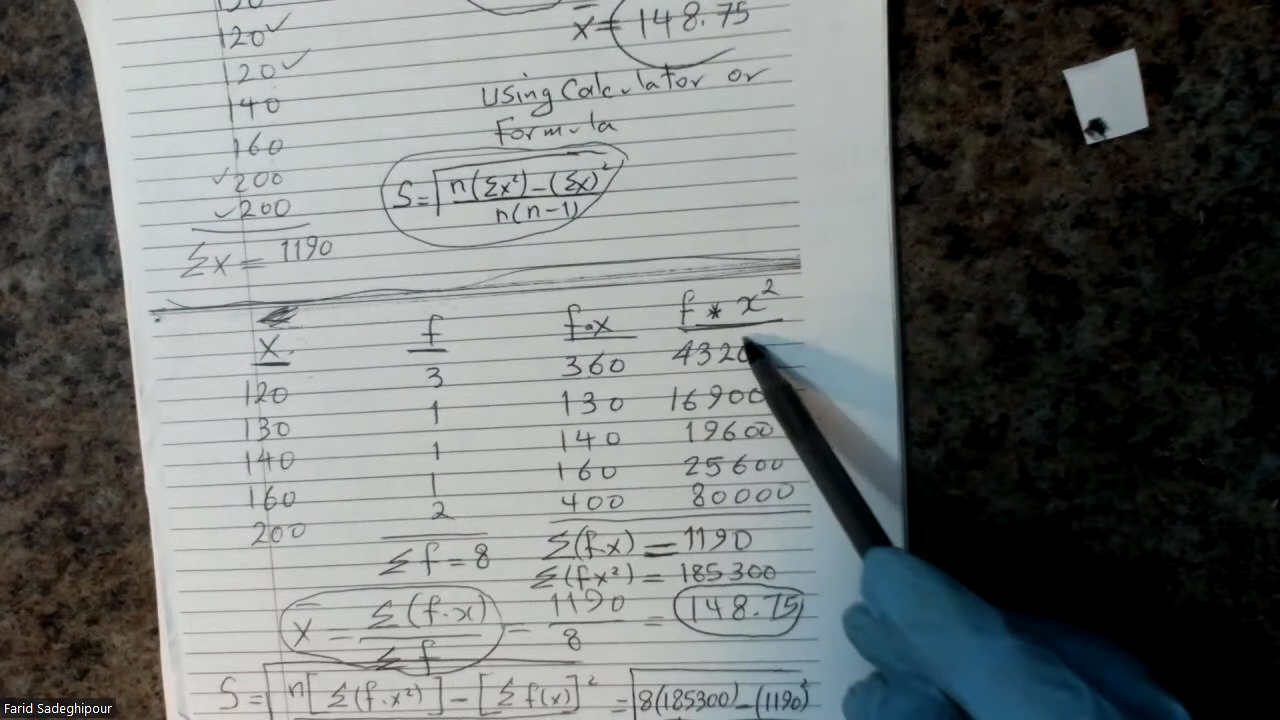 120✓
x̄ = 148.75
120✓
140
160
✓200
✓200
Σx = 1190
Using Calculator or
Formula
S = √ n(Σx²) - (Σx)²
n(n-1)
x f f·x f * x²
120 3 360 4320
130 1 130 16900
140 1 140 19600
160 1 160 25600
200 2 400 80000
Σf = 8 Σ(f·x) = 1190
Σ(fx²) = 185300
x̄ = Σ(f·x) / Σf = 1190 / 8 = 148.75
S = √ n[Σ(f·x²)] - [Σf(x)]² = √ 8(185300) - (1190)²
Farid Sadeghipour